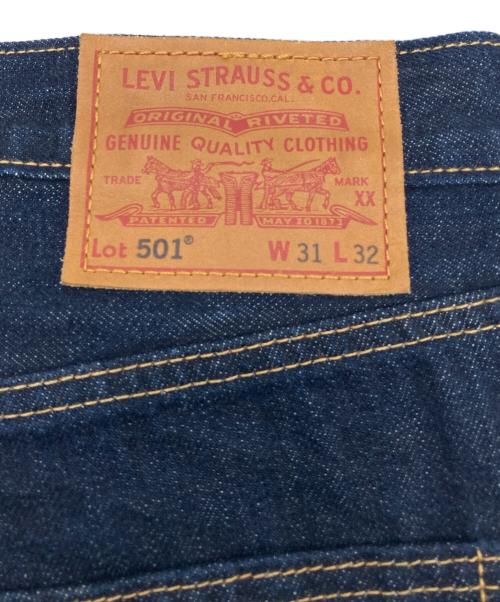 LEVI STRAUSS & CO.
SAN FRANCISCO, CAL.
ORIGINAL RIVETED
GENUINE QUALITY CLOTHING
TRADE MARK
XX
PATENTED MAY 20 1873
Lot 501® W 31 L 32